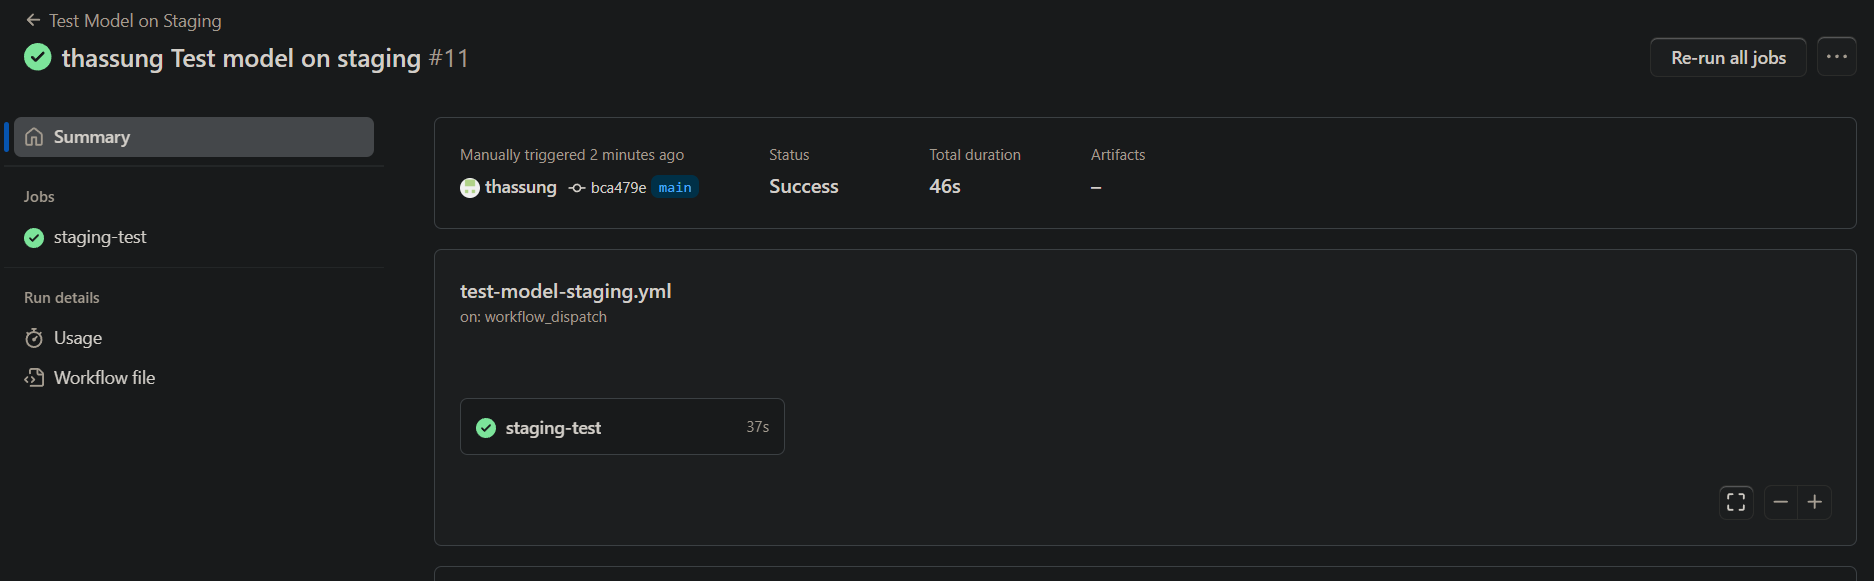 Test Model on Staging
thassung Test model on staging #11
Re-run all jobs
Summary
Jobs
staging-test
Run details
Usage
Workflow file
Manually triggered 2 minutes ago
thassung bca479e main
Status
Success
Total duration
46s
Artifacts
–
test-model-staging.yml
on: workflow_dispatch
staging-test 37s